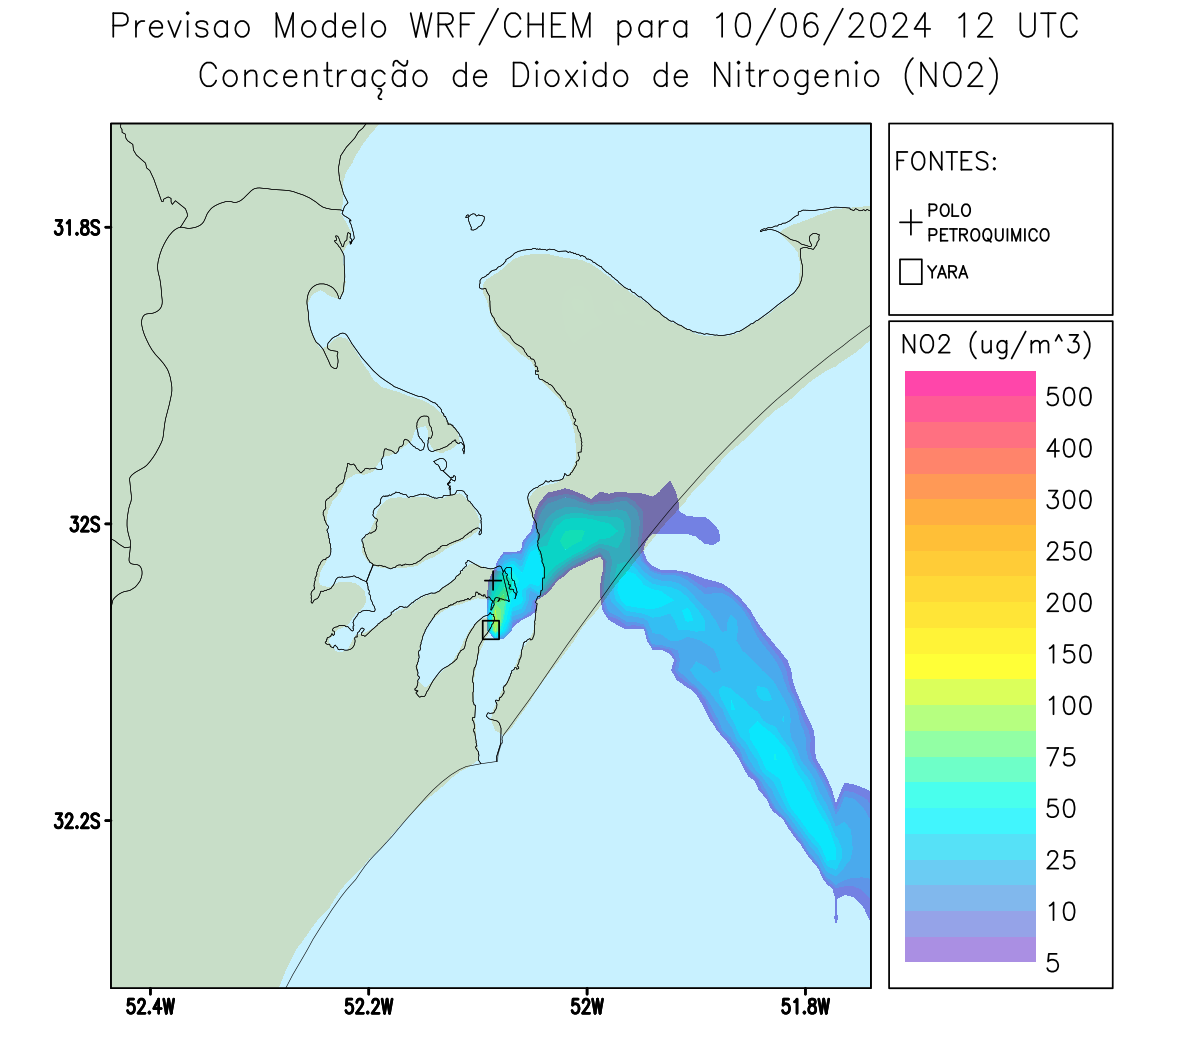 Previsao Modelo WRF/CHEM para 10/06/2024 12 UTC
Concentração de Dioxido de Nitrogenio (NO2)
FONTES:
POLO
PETROQUIMICO
YARA
NO2 (ug/m^3)
500
400
300
250
200
150
100
75
50
25
10
5
31.8S
32S
32.2S
52.4W
52.2W
52W
51.8W